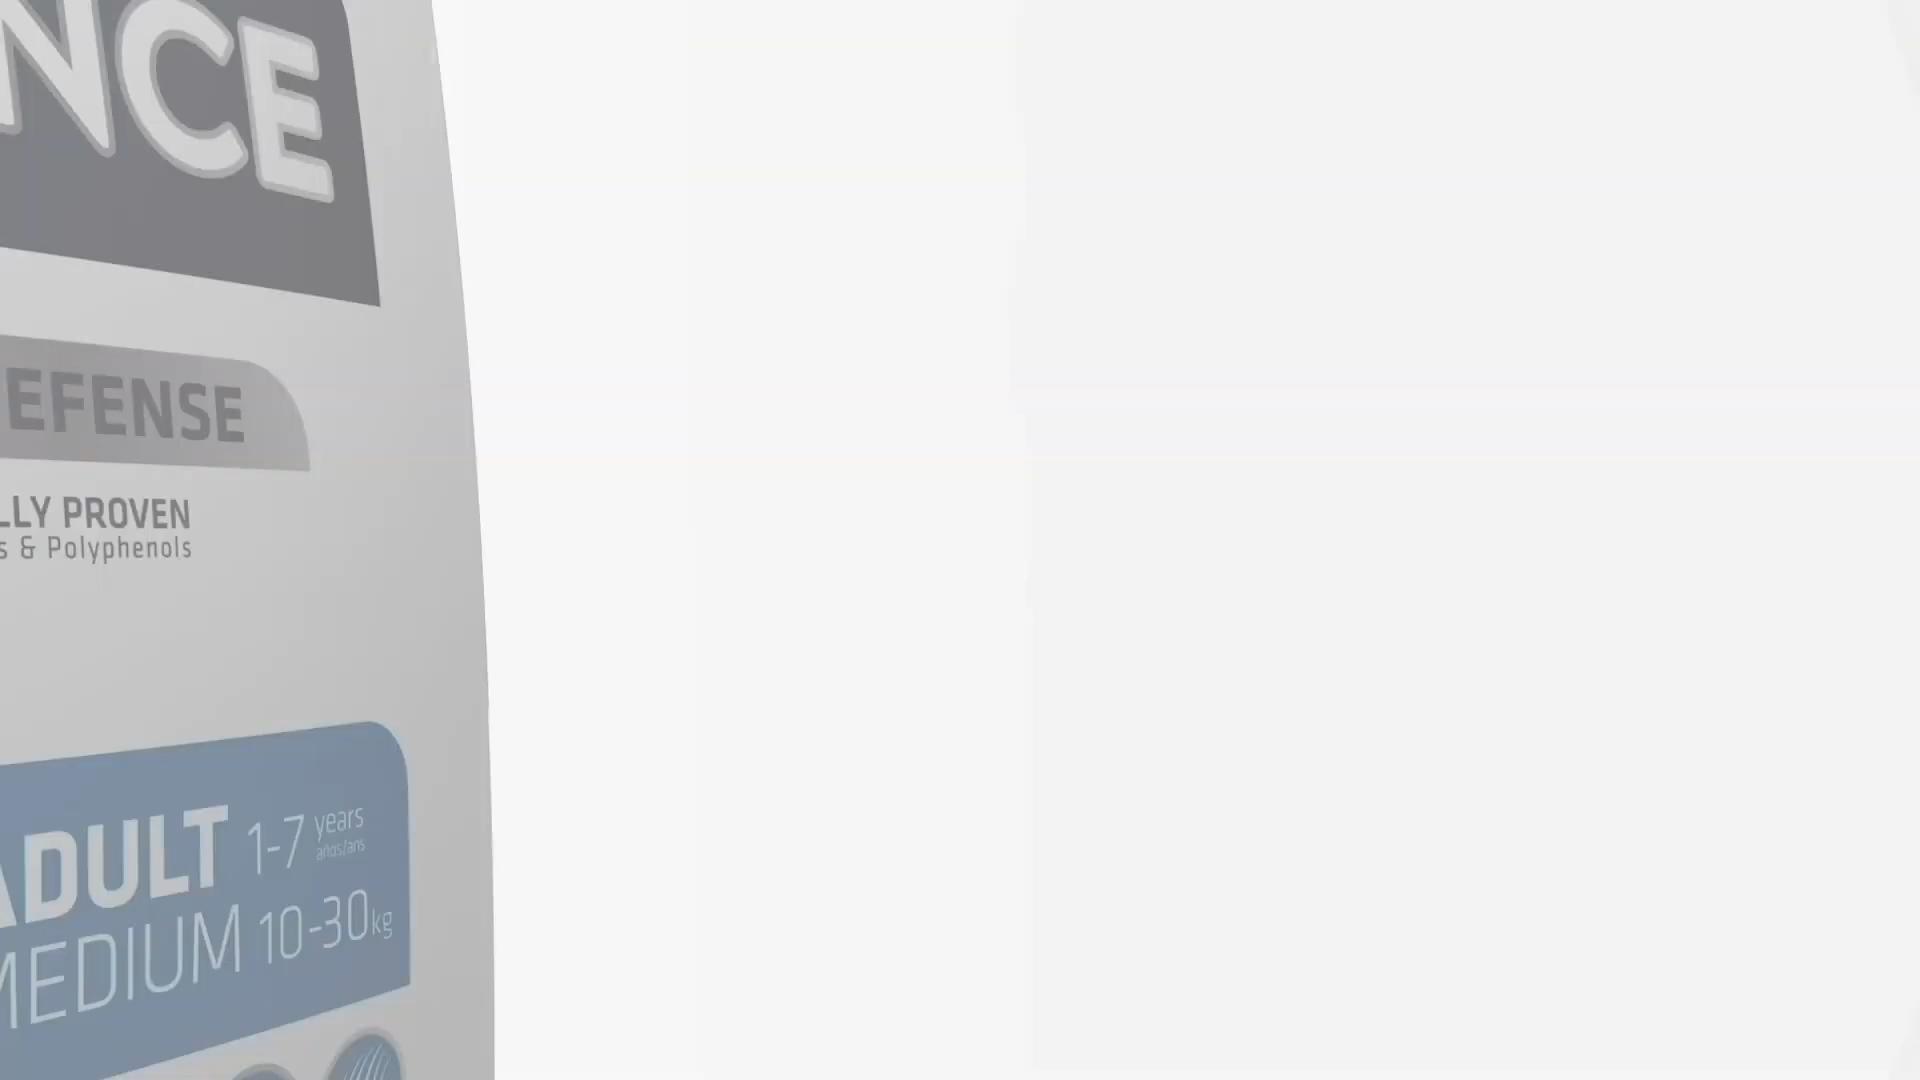 NCE
EFENSE
LLY PROVEN
s & Polyphenols
ADULT 1-7 years
años/ans
MEDIUM 10-30kg